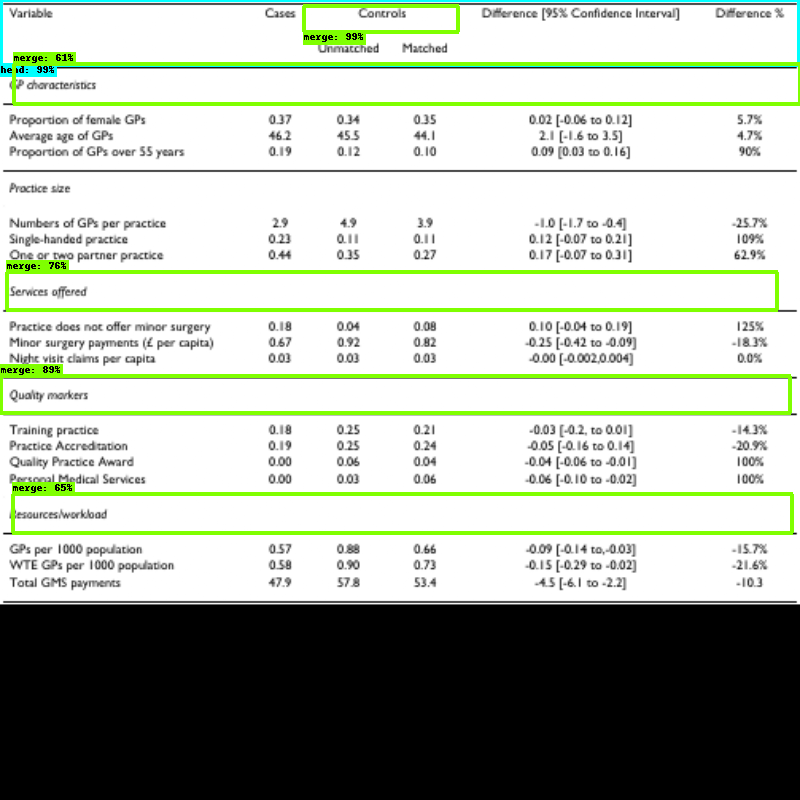 Variable Cases Controls Difference [95% Confidence Interval] Difference %
merge: 99%
Unmatched Matched
merge: 61%
head: 99%
GP characteristics
Proportion of female GPs 0.37 0.34 0.35 0.02 [-0.06 to 0.12] 5.7%
Average age of GPs 46.2 45.5 44.1 2.1 [-1.6 to 3.5] 4.7%
Proportion of GPs over 55 years 0.19 0.12 0.10 0.09 [0.03 to 0.16] 90%
Practice size
Numbers of GPs per practice 2.9 4.9 3.9 -1.0 [-1.7 to -0.4] -25.7%
Single-handed practice 0.23 0.11 0.11 0.12 [-0.07 to 0.21] 109%
One or two partner practice 0.44 0.35 0.27 0.17 [-0.07 to 0.31] 62.9%
merge: 76%
Services offered
Practice does not offer minor surgery 0.18 0.04 0.08 0.10 [-0.04 to 0.19] 125%
Minor surgery payments (£ per capita) 0.67 0.92 0.82 -0.25 [-0.42 to -0.09] -18.3%
Night visit claims per capita 0.03 0.03 0.03 -0.00 [-0.002,0.004] 0.0%
merge: 89%
Quality markers
Training practice 0.18 0.25 0.21 -0.03 [-0.2, to 0.01] -14.3%
Practice Accreditation 0.19 0.25 0.24 -0.05 [-0.16 to 0.14] -20.9%
Quality Practice Award 0.00 0.06 0.04 -0.04 [-0.06 to -0.01] 100%
Personal Medical Services 0.00 0.03 0.06 -0.06 [-0.10 to -0.02] 100%
merge: 65%
Resources/workload
GPs per 1000 population 0.57 0.88 0.66 -0.09 [-0.14 to,-0.03] -15.7%
WTE GPs per 1000 population 0.58 0.90 0.73 -0.15 [-0.29 to -0.02] -21.6%
Total GMS payments 47.9 57.8 53.4 -4.5 [-6.1 to -2.2] -10.3